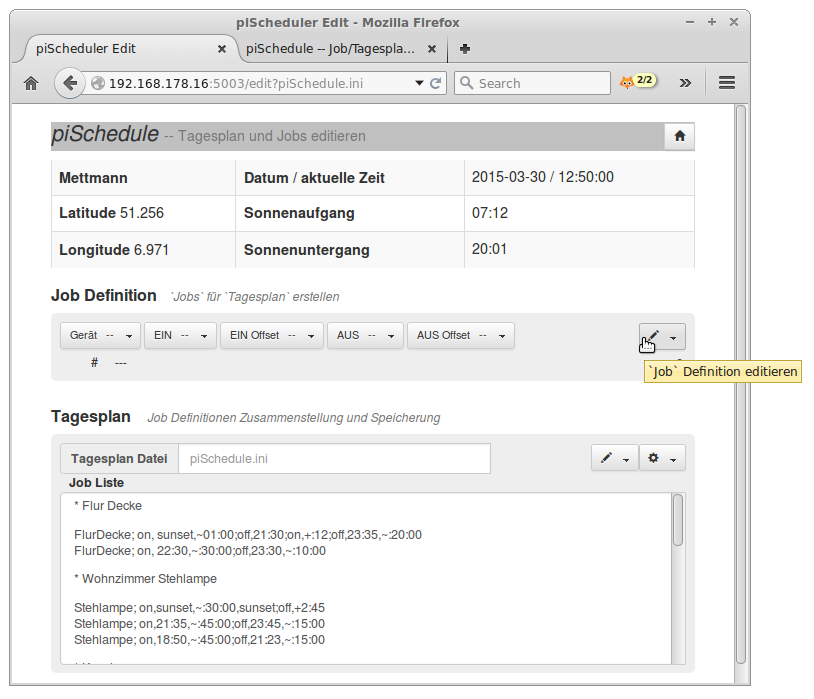 piScheduler Edit - Mozilla Firefox
piScheduler Edit
piSchedule -- Job/Tagespla...
192.168.178.16:5003/edit?piSchedule.ini
Search
2/2
piSchedule -- Tagesplan und Jobs editieren
Mettmann Datum / aktuelle Zeit 2015-03-30 / 12:50:00
Latitude 51.256 Sonnenaufgang 07:12
Longitude 6.971 Sonnenuntergang 20:01
Job Definition `Jobs` für `Tagesplan` erstellen
Gerät -- EIN -- EIN Offset -- AUS -- AUS Offset --
# ---
`Job` Definition editieren
Tagesplan Job Definitionen Zusammenstellung und Speicherung
Tagesplan Datei piSchedule.ini
Job Liste
* Flur Decke
FlurDecke; on, sunset,~01:00;off,21:30;on,+:12;off,23:35,~:20:00
FlurDecke; on, 22:30,~:30:00;off,23:30,~:10:00
* Wohnzimmer Stehlampe
Stehlampe; on,sunset,~:30:00,sunset;off,+2:45
Stehlampe; on,21:35,~:45:00;off,23:45,~:15:00
Stehlampe; on,18:50,~:45:00;off,21:23,~:15:00